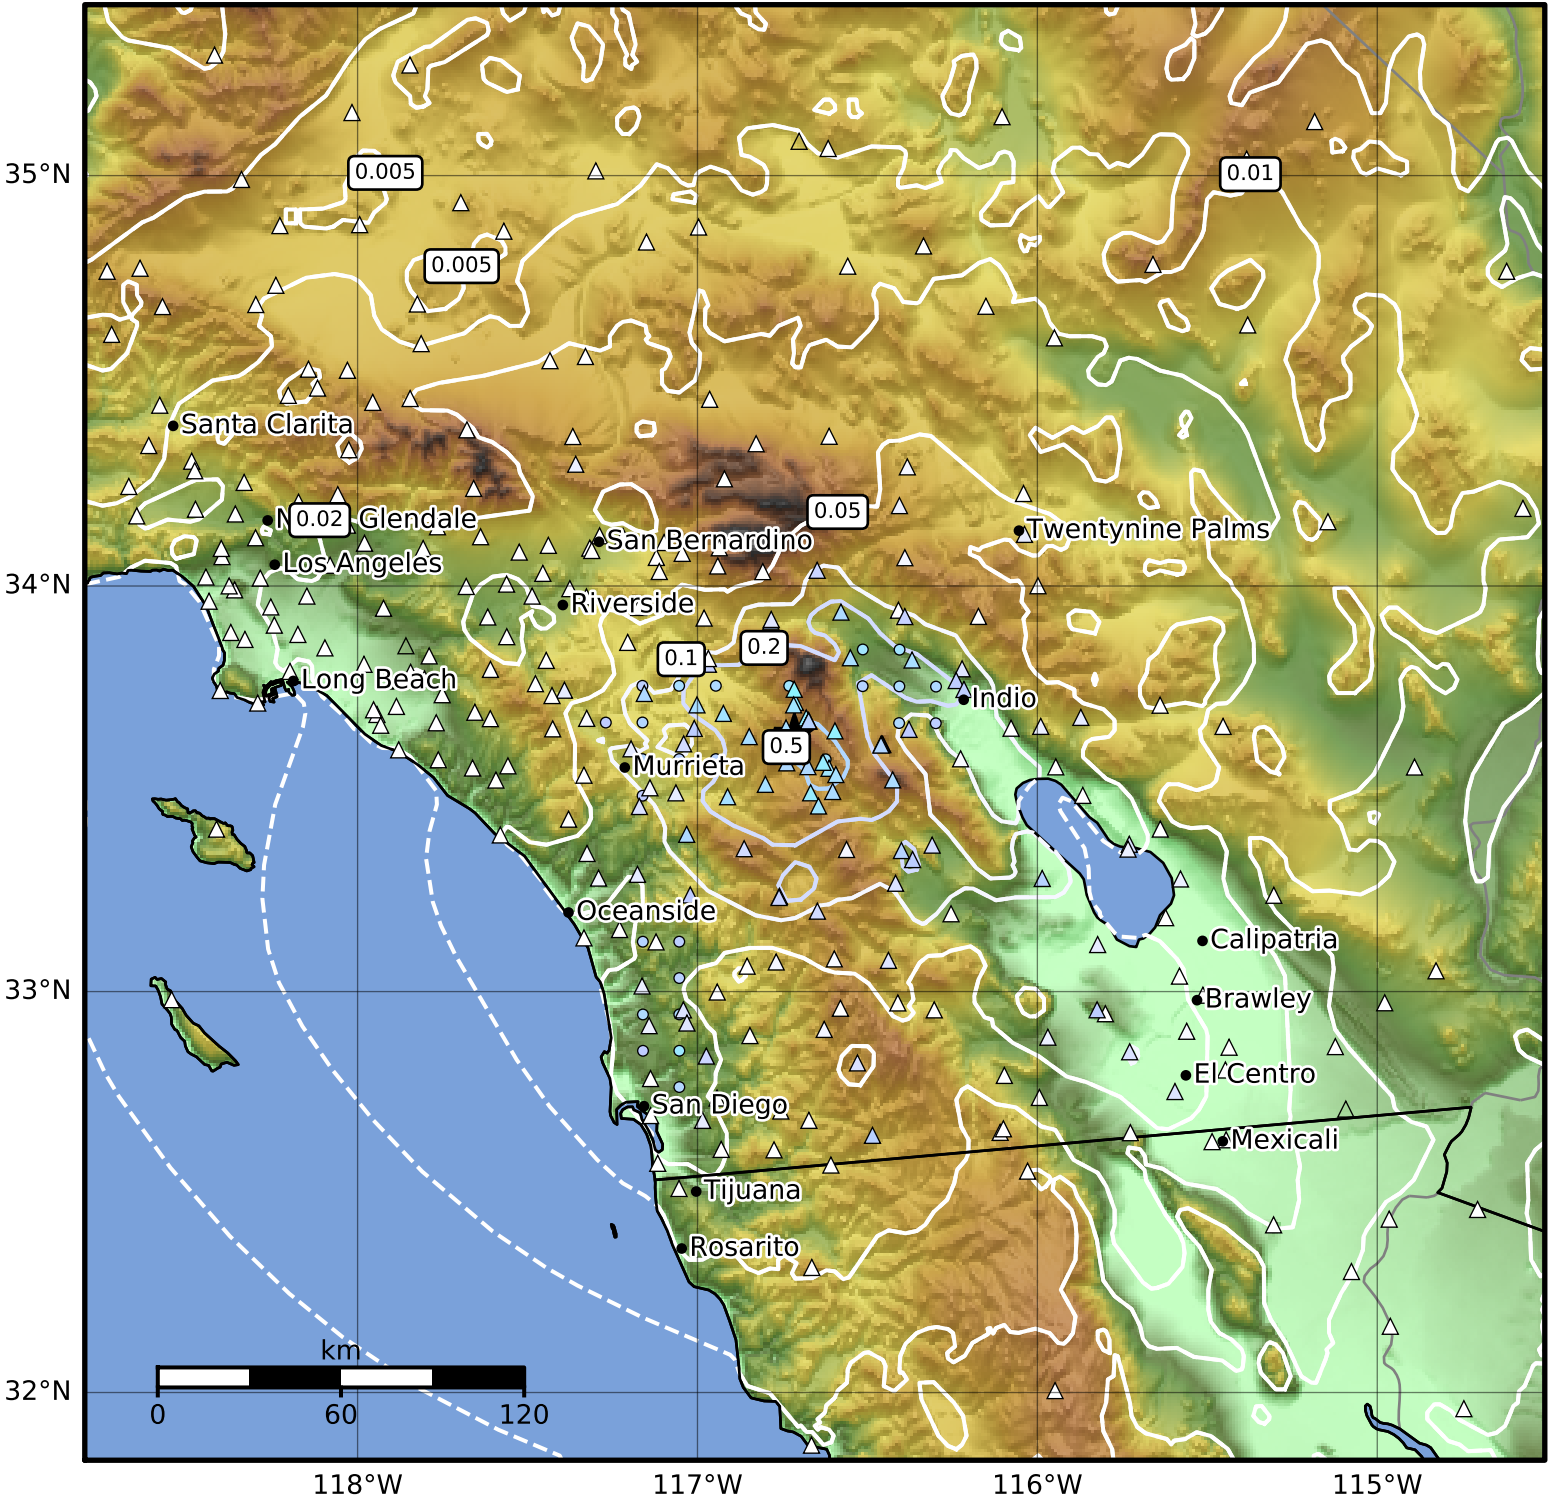 35°N
34°N
33°N
32°N
0.005
0.01
0.005
Santa Clarita
0.05
N
0.02
Glendale
Twentynine Palms
San Bernardino
Los Angeles
Riverside
0.2
0.1
Long Beach
Indio
0.5
Murrieta
Oceanside
Calipatria
Brawley
El Centro
San Diego
Mexicali
Tijuana
Rosarito
km
0 60 120
118°W 117°W 116°W 115°W